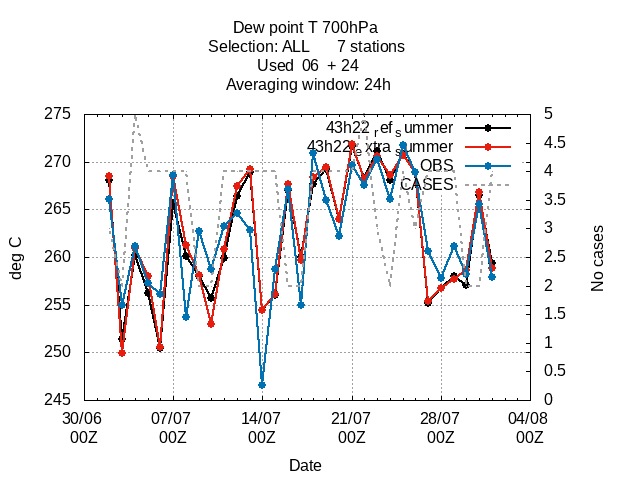 Dew point T 700hPa
Selection: ALL 7 stations
Used 06 + 24
Averaging window: 24h
275
270
265
260
255
250
245
deg C
5
4.5
4
3.5
3
2.5
2
1.5
1
0.5
0
No cases
43h22_ref_summer
43h22_extra_summer
OBS
CASES
30/06 07/07 14/07 21/07 28/07 04/08
00Z 00Z 00Z 00Z 00Z 00Z
Date